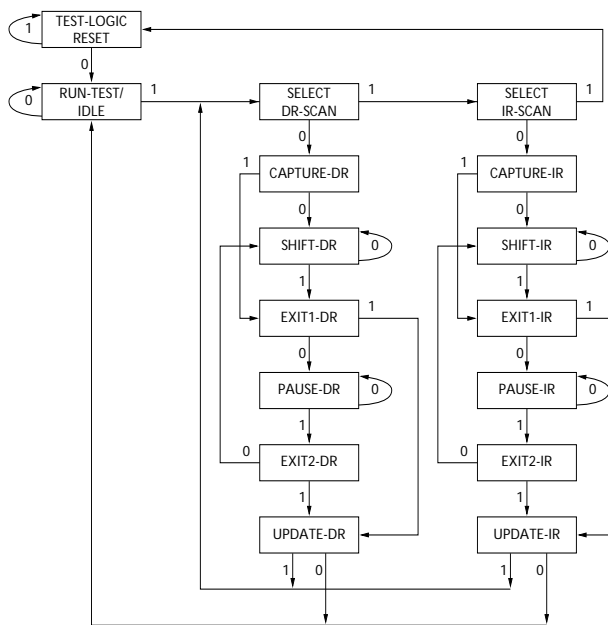 TEST-LOGIC
RESET
1
0
RUN-TEST/
IDLE
0
1
SELECT
DR-SCAN
1
SELECT
IR-SCAN
1
0
0
1
CAPTURE-DR
1
CAPTURE-IR
0
0
SHIFT-DR
0
SHIFT-IR
0
1
1
EXIT1-DR
1
EXIT1-IR
1
0
0
PAUSE-DR
0
PAUSE-IR
0
1
1
0
EXIT2-DR
0
EXIT2-IR
1
1
UPDATE-DR
UPDATE-IR
1
0
1
0